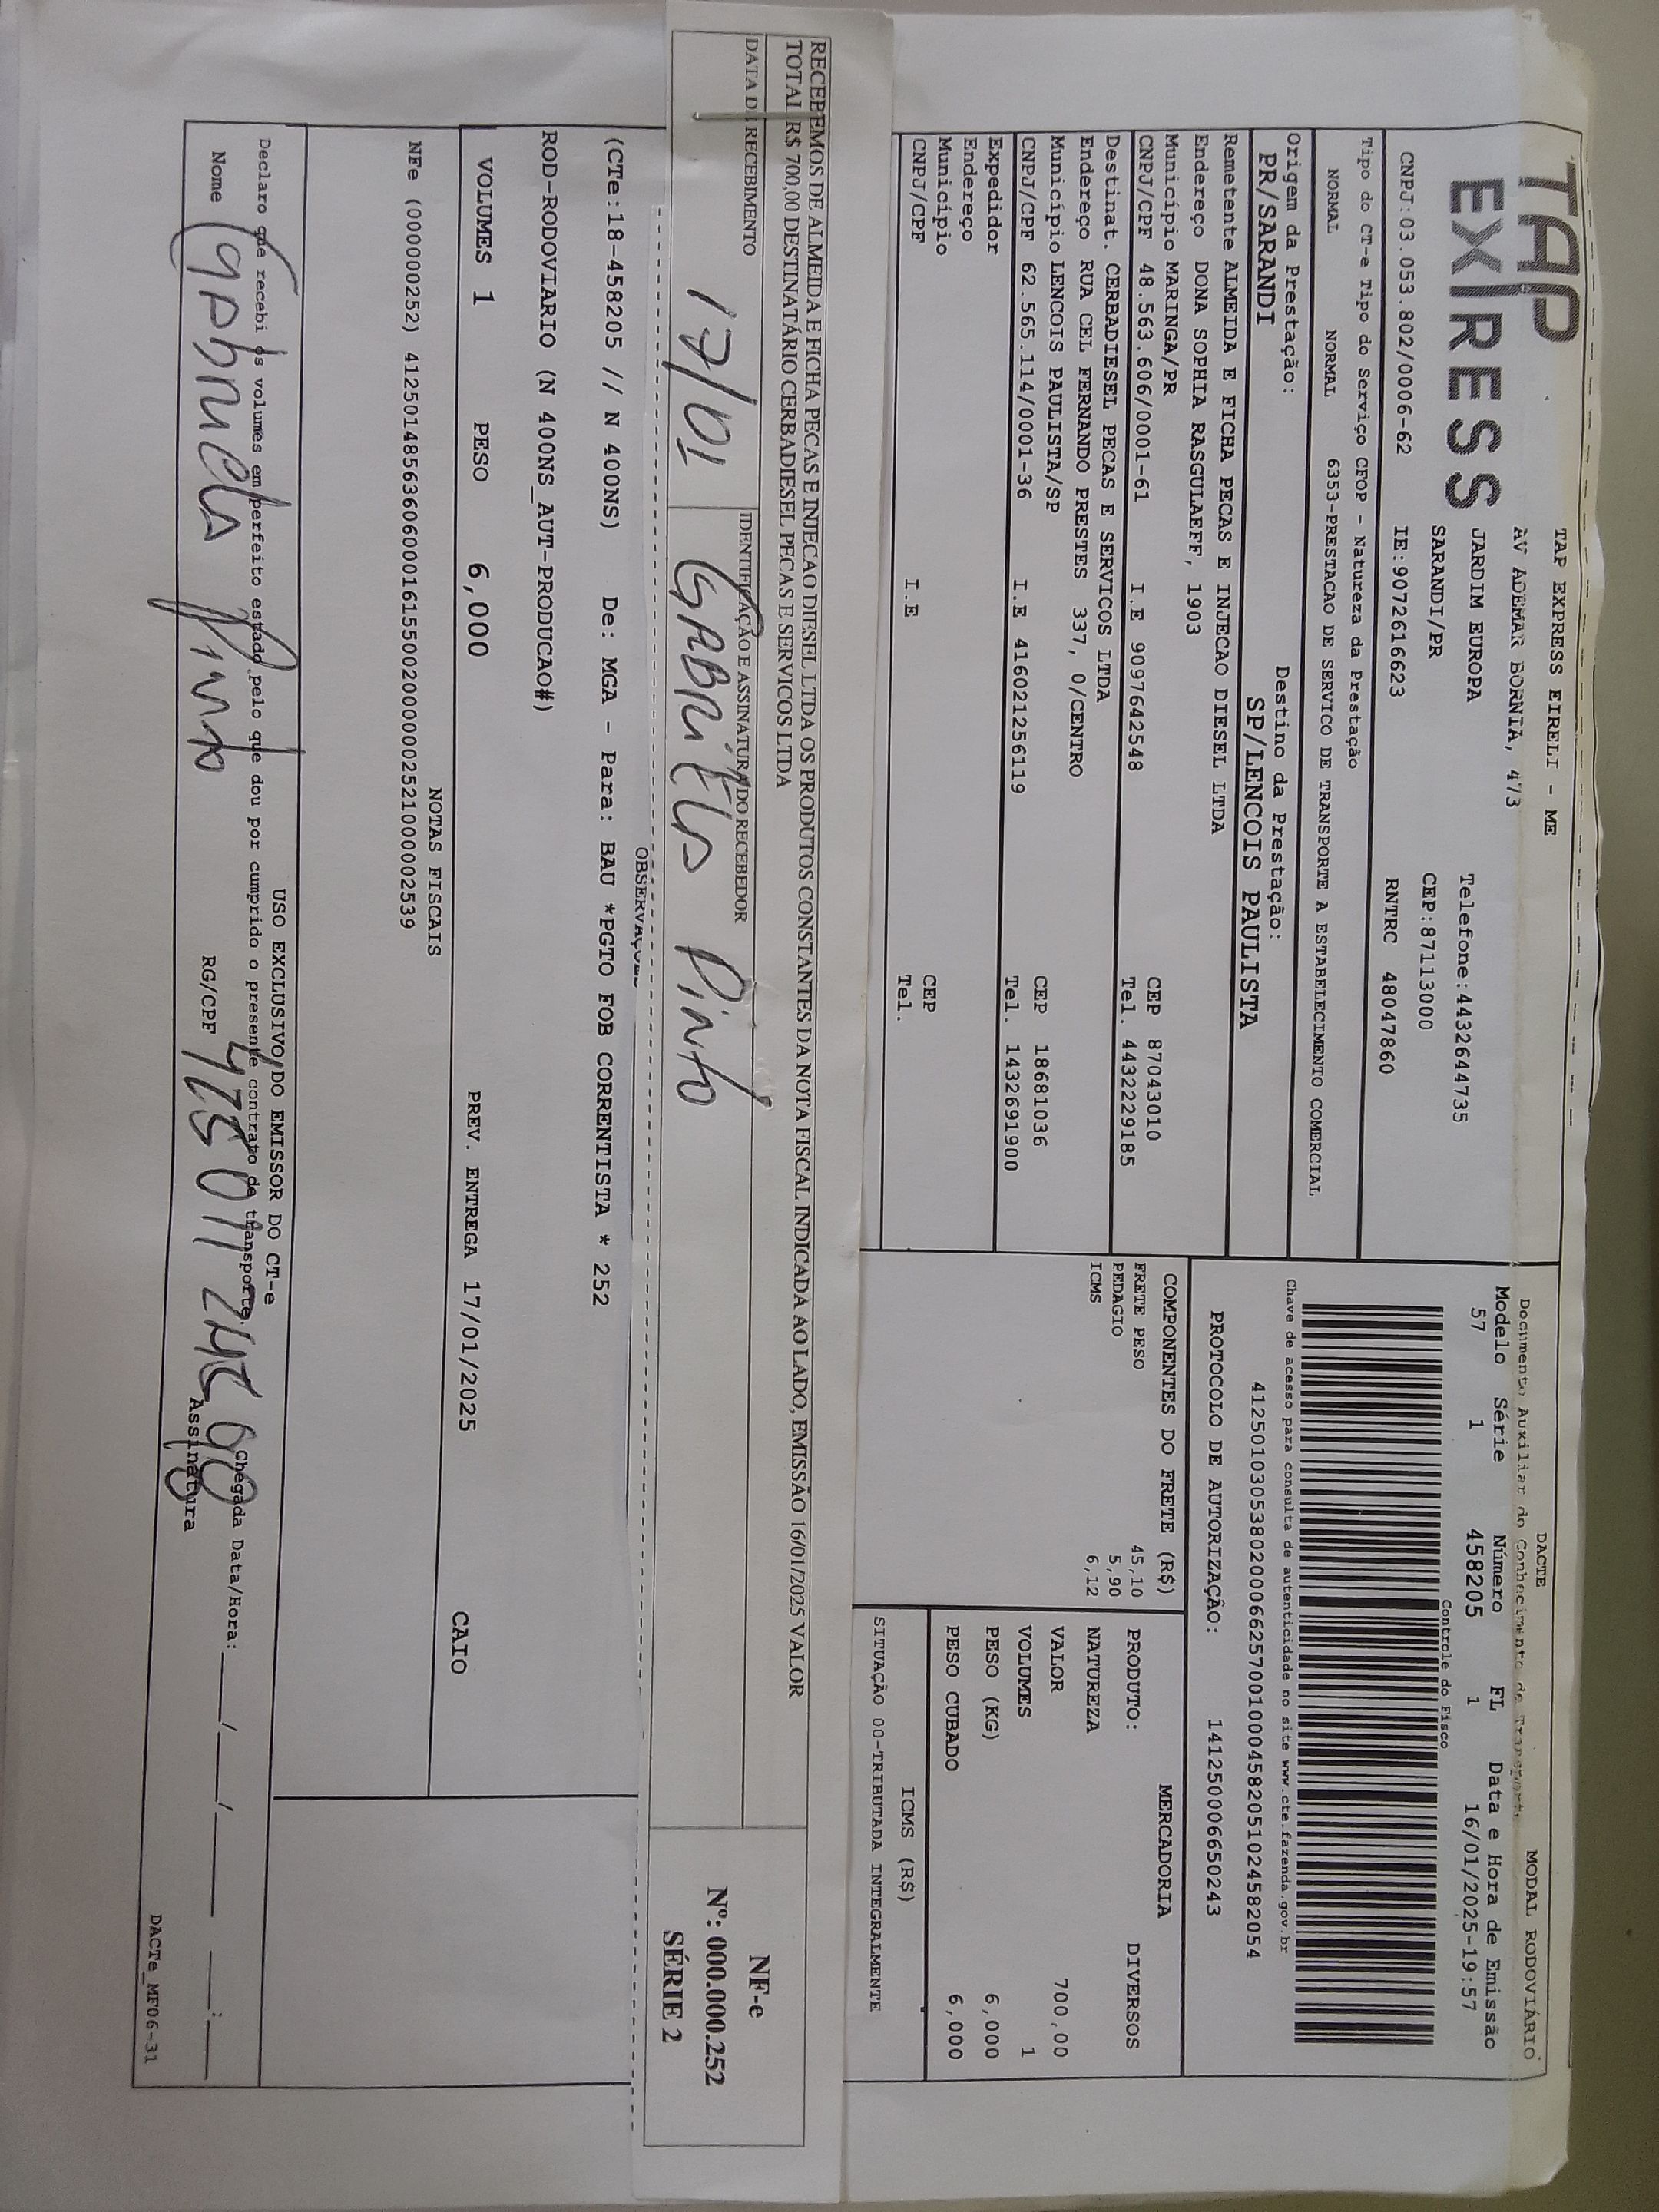 TAP
EXPRESS
TAP EXPRESS EIRELI - ME
AV ADEMAR BORNIA, 473
JARDIM EUROPA Telefone:4432644735
SARANDI/PR CEP:87113000
CNPJ:03.053.802/0006-62 IE:9072616623 RNTRC 48047860
DACTE MODAL RODOVIÁRIO
Documento Auxiliar do Conhecimento de Transporte
Modelo Série Número FL Data e Hora de Emissão
57 1 458205 1 16/01/2025-19:57
Controle do Fisco
Tipo do CT-e Tipo do Serviço CFOP - Natureza da Prestação
NORMAL NORMAL 6353-PRESTACAO DE SERVICO DE TRANSPORTE A ESTABELECIMENTO COMERCIAL
Chave de acesso para consulta de autenticidade no site www.cte.fazenda.gov.br
41250103053802000662570010004582051024582054
Origem da Prestação: Destino da Prestação:
PR/SARANDI SP/LENCOIS PAULISTA
PROTOCOLO DE AUTORIZAÇÃO: 141250006650243
Remetente ALMEIDA E FICHA PECAS E INJECAO DIESEL LTDA
Endereço DONA SOPHIA RASGULAEFF, 1903
Município MARINGA/PR CEP 87043010
CNPJ/CPF 48.563.606/0001-61 I.E 9097642548 Tel. 4432229185
Destinat. CERBADIESEL PECAS E SERVICOS LTDA
Endereço RUA CEL FERNANDO PRESTES 337, 0/CENTRO
Município LENCOIS PAULISTA/SP CEP 18681036
CNPJ/CPF 62.565.114/0001-36 I.E 416021256119 Tel. 1432691900
Expedidor
Endereço
Município CEP
CNPJ/CPF I.E Tel.
COMPONENTES DO FRETE (R$)
FRETE PESO 45,10
PEDAGIO 5,90
ICMS 6,12
MERCADORIA
PRODUTO: DIVERSOS
NATUREZA
VALOR 700,00
VOLUMES 1
PESO (KG) 6,000
PESO CUBADO 6,000
ICMS (R$)
SITUAÇÃO 00-TRIBUTADA INTEGRALMENTE
RECEBEMOS DE ALMEIDA E FICHA PECAS E INJECAO DIESEL LTDA OS PRODUTOS CONSTANTES DA NOTA FISCAL INDICADA AO LADO, EMISSÃO 16/01/2025 VALOR
TOTAL R$ 700,00 DESTINATÁRIO CERBADIESEL PECAS E SERVICOS LTDA
DATA DE RECEBIMENTO IDENTIFICAÇÃO E ASSINATURA DO RECEBEDOR
17/01 GABRIELA PINTO
NF-e
Nº: 000.000.252
SÉRIE 2
OBSERVAÇÕES
(CTe:18-458205 // N 400NS) De: MGA - Para: BAU *PGTO FOB CORRENTISTA * 252
ROD-RODOVIARIO (N 400NS_AUT-PRODUCAO#)
VOLUMES 1 PESO 6,000 PREV. ENTREGA 17/01/2025 CAIO
NOTAS FISCAIS
NFe (000000252) 41250148563606000161550020000002521000002539
USO EXCLUSIVO DO EMISSOR DO CT-e
Declaro que recebi os volumes em perfeito estado pelo que dou por cumprido o presente contrato de transporte. Chegada Data/Hora: ___/___/______ ___:___
Nome Gabriela Pinto RG/CPF Assinatura
DACTe_MF06-31